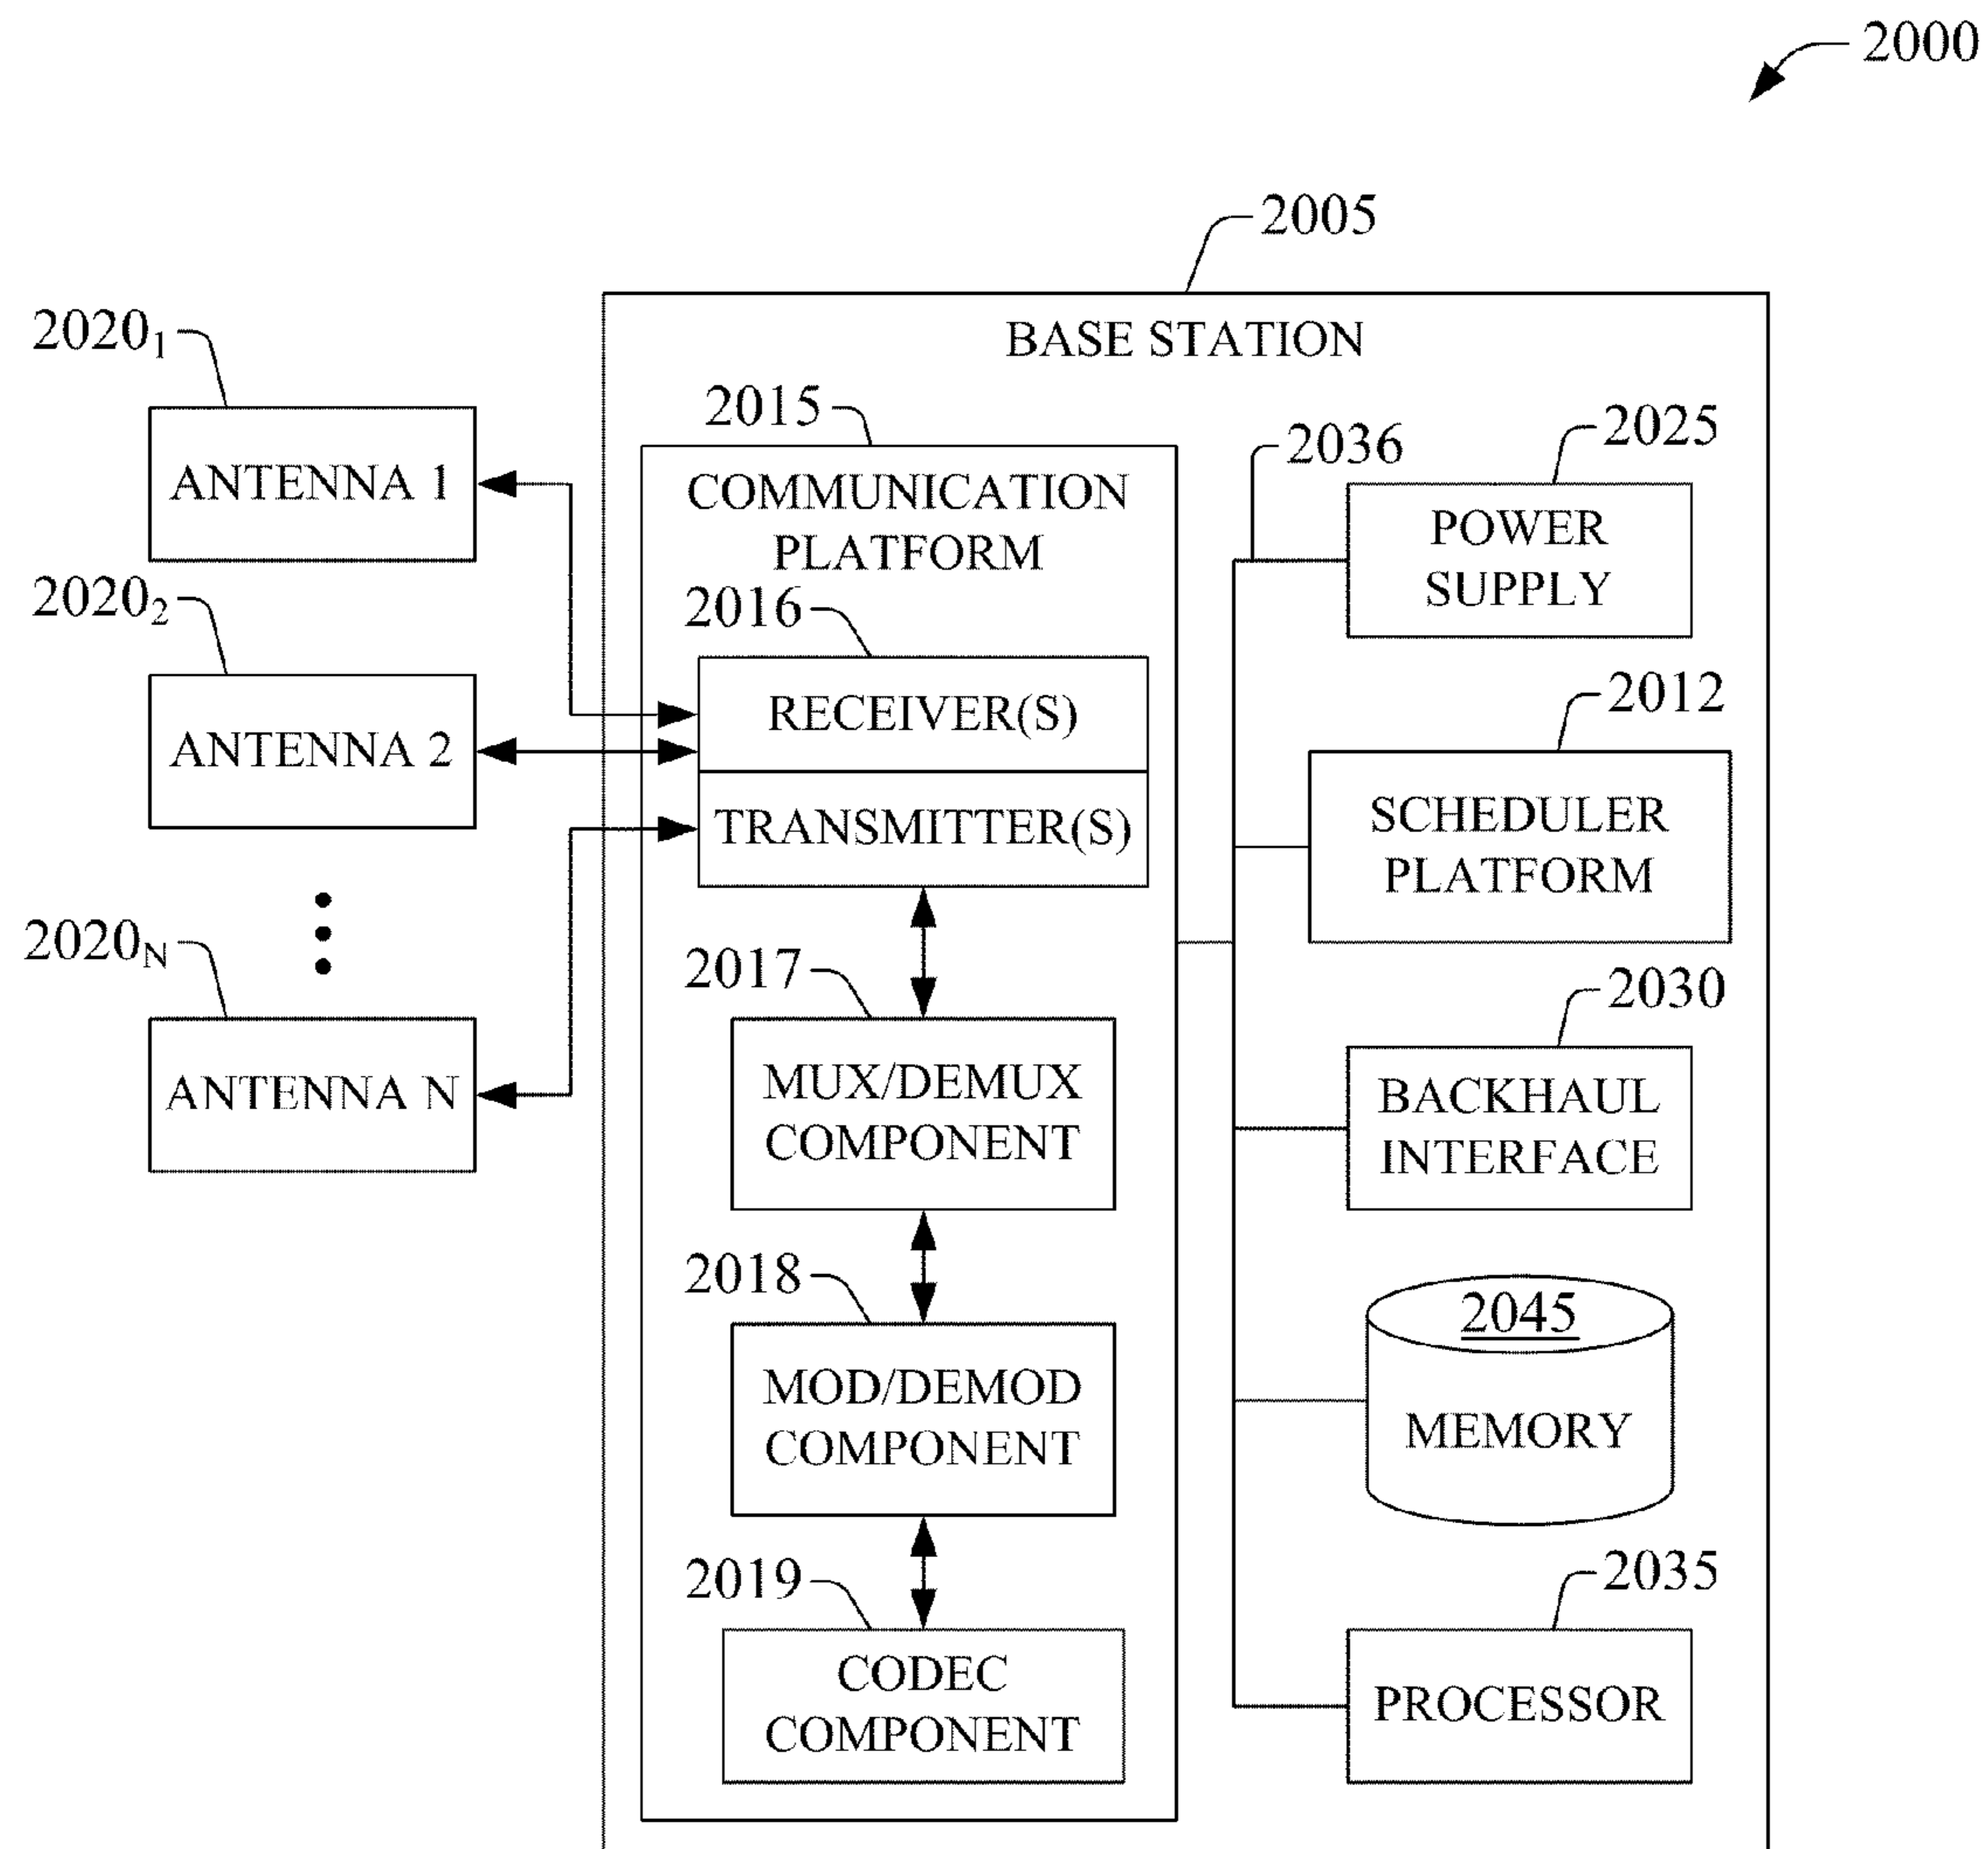 2000
2005
BASE STATION
2020₁
ANTENNA 1
2020₂
ANTENNA 2
2020ₙ
ANTENNA N
2015
COMMUNICATION
PLATFORM
2016
RECEIVER(S)
TRANSMITTER(S)
2017
MUX/DEMUX
COMPONENT
2018
MOD/DEMOD
COMPONENT
2019
CODEC
COMPONENT
2036
2025
POWER
SUPPLY
2012
SCHEDULER
PLATFORM
2030
BACKHAUL
INTERFACE
2045
MEMORY
2035
PROCESSOR